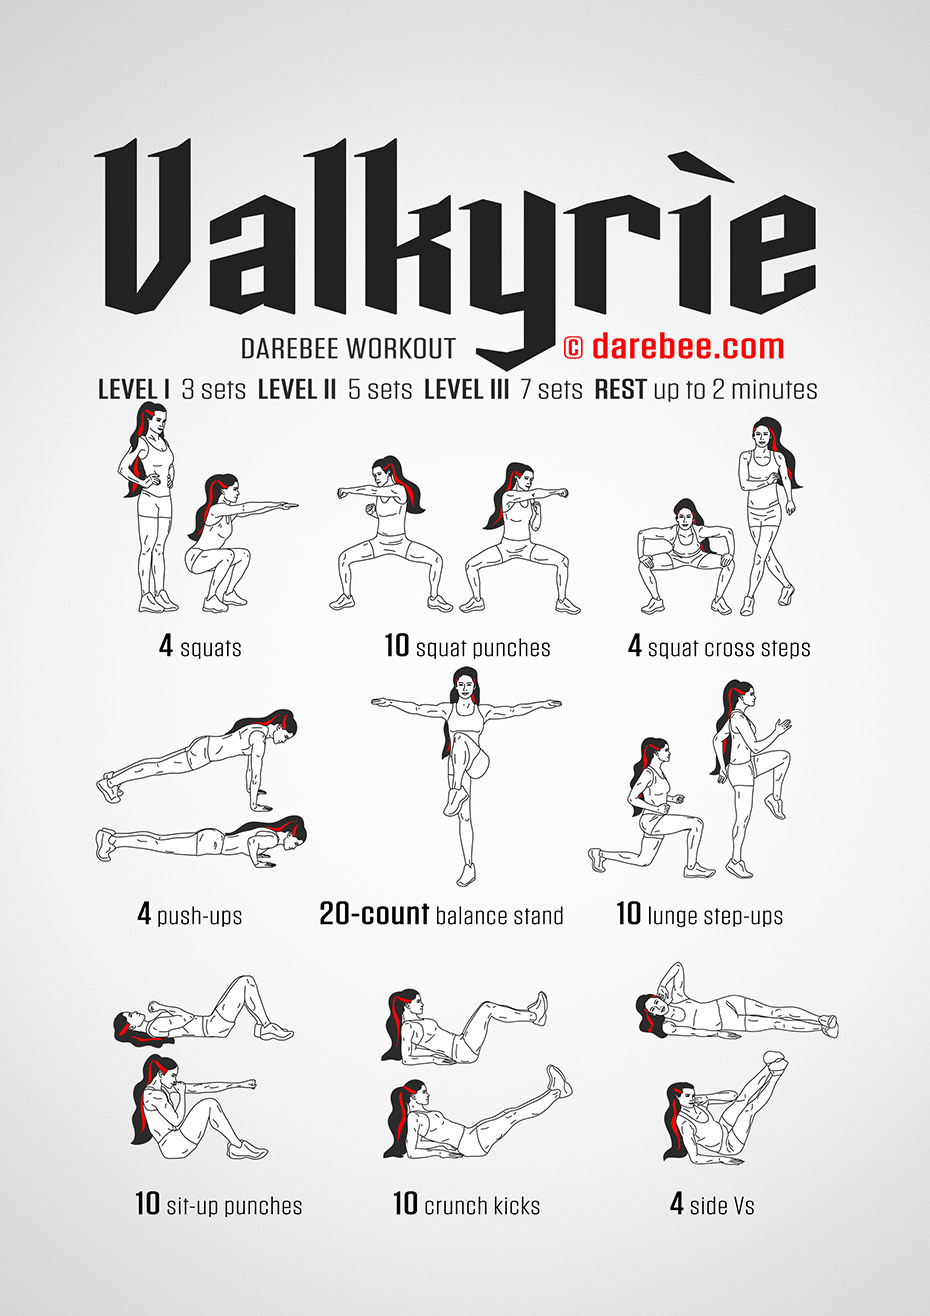 Valkyrìe
DAREBEE WORKOUT © darebee.com
LEVEL I 3 sets LEVEL II 5 sets LEVEL III 7 sets REST up to 2 minutes
4 squats
10 squat punches
4 squat cross steps
4 push-ups
20-count balance stand
10 lunge step-ups
10 sit-up punches
10 crunch kicks
4 side Vs